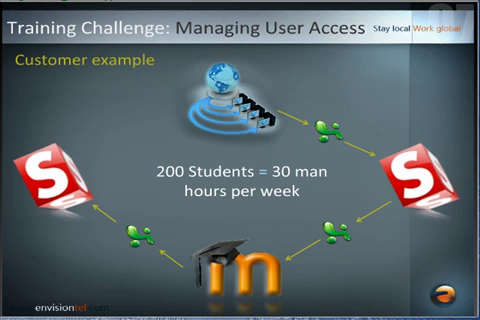 Training Challenge: Managing User Access Stay local Work global
Customer example
200 Students = 30 man
hours per week
S
S
m
envisiontel.com